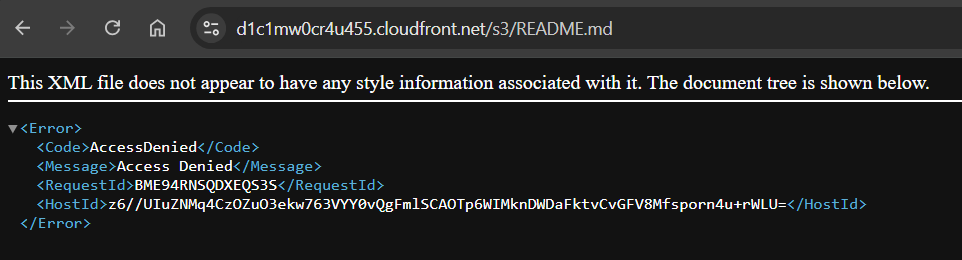 d1c1mw0cr4u455.cloudfront.net/s3/README.md
This XML file does not appear to have any style information associated with it. The document tree is shown below.
▼<Error>
<Code>AccessDenied</Code>
<Message>Access Denied</Message>
<RequestId>BME94RNSQDXEQS3S</RequestId>
<HostId>z6//UIuZNMq4CzOZuO3ekw763VYY0vQgFmlSCAOTp6WIMknDWDaFktvCvGFV8Mfsporn4u+rWLU=</HostId>
</Error>